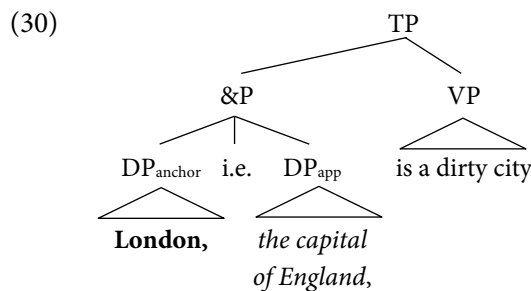 (30)
TP
&P VP
DPanchor i.e. DPapp is a dirty city
London, the capital
of England,